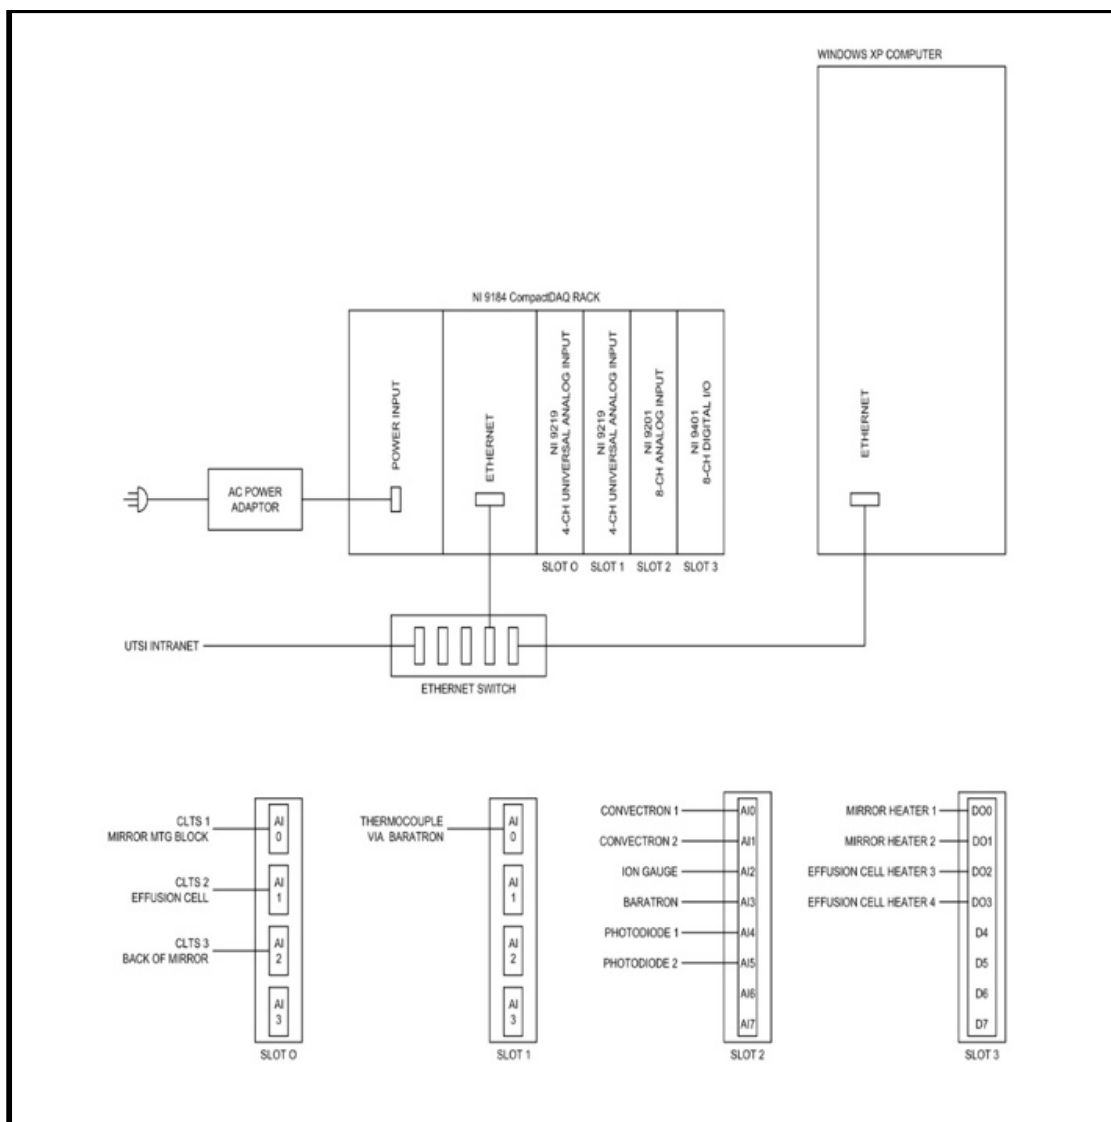 WINDOWS XP COMPUTER
NI 9184 CompactDAQ RACK
POWER INPUT
ETHERNET
NI 9219
4-CH UNIVERSAL ANALOG INPUT
NI 9219
4-CH UNIVERSAL ANALOG INPUT
NI 9201
8-CH ANALOG INPUT
NI 9401
8-CH DIGITAL I/O
ETHERNET
AC POWER
ADAPTOR
SLOT O
SLOT 1
SLOT 2
SLOT 3
UTSI INTRANET
ETHERNET SWITCH
CLTS 1
MIRROR MTG BLOCK
AI
0
CLTS 2
EFFUSION CELL
AI
1
CLTS 3
BACK OF MIRROR
AI
2
AI
3
SLOT O
THERMOCOUPLE
VIA BARATRON
AI
0
AI
1
AI
2
AI
3
SLOT 1
CONVECTRON 1 AI0
CONVECTRON 2 AI1
ION GAUGE AI2
BARATRON AI3
PHOTODIODE 1 AI4
PHOTODIODE 2 AI5
AI6
AI7
SLOT 2
MIRROR HEATER 1 DO0
MIRROR HEATER 2 DO1
EFFUSION CELL HEATER 3 DO2
EFFUSION CELL HEATER 4 DO3
D4
D5
D6
D7
SLOT 3